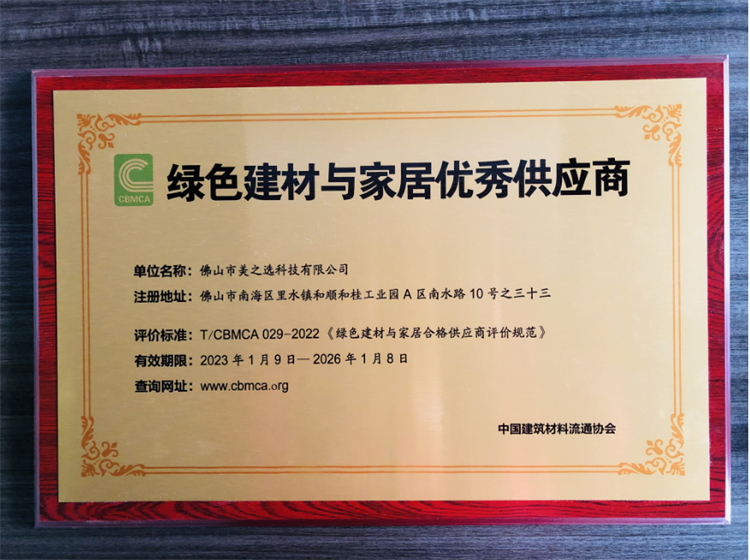 CBMCA
绿色建材与家居优秀供应商
单位名称：佛山市美之选科技有限公司
注册地址：佛山市南海区里水镇和顺和桂工业园A区南水路10号之三十三
评价标准：T/CBMCA 029-2022《绿色建材与家居合格供应商评价规范》
有效期限：2023年1月9日—2026年1月8日
查询网址：www.cbmca.org
中国建筑材料流通协会